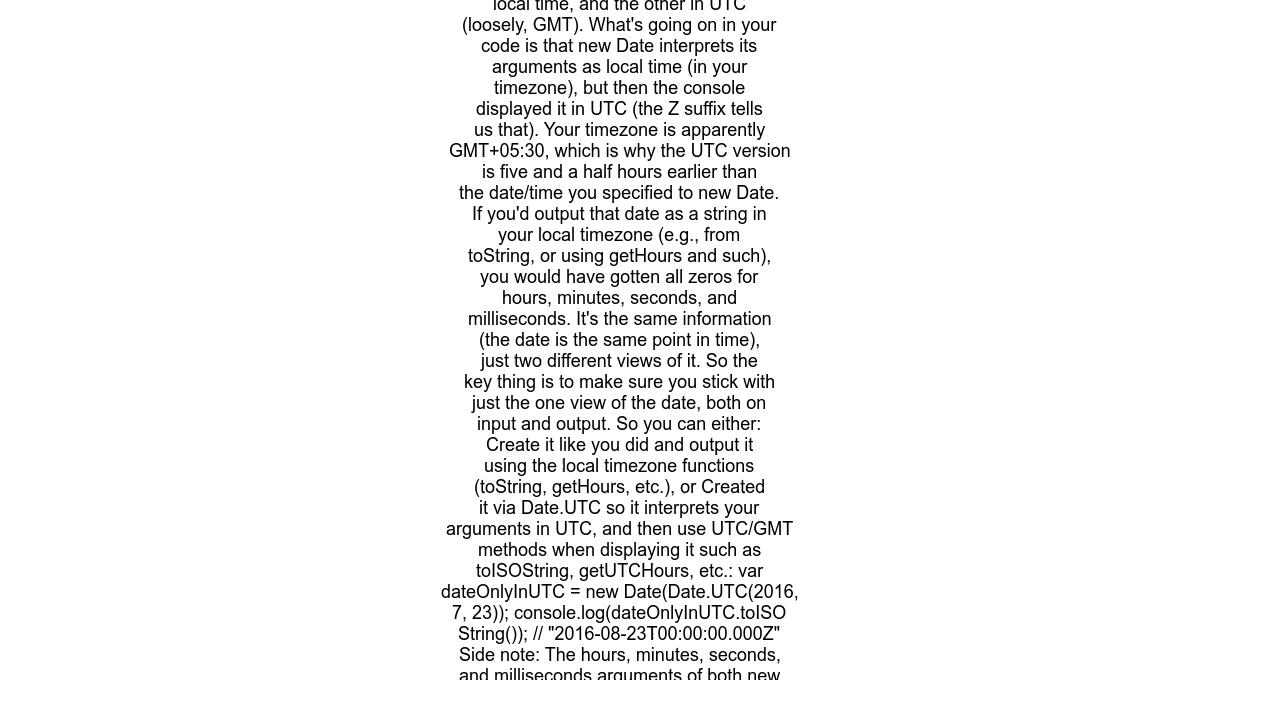 local time, and the other in UTC
(loosely, GMT). What's going on in your
code is that new Date interprets its
arguments as local time (in your
timezone), but then the console
displayed it in UTC (the Z suffix tells
us that). Your timezone is apparently
GMT+05:30, which is why the UTC version
is five and a half hours earlier than
the date/time you specified to new Date.
If you'd output that date as a string in
your local timezone (e.g., from
toString, or using getHours and such),
you would have gotten all zeros for
hours, minutes, seconds, and
milliseconds. It's the same information
(the date is the same point in time),
just two different views of it. So the
key thing is to make sure you stick with
just the one view of the date, both on
input and output. So you can either:
Create it like you did and output it
using the local timezone functions
(toString, getHours, etc.), or Created
it via Date.UTC so it interprets your
arguments in UTC, and then use UTC/GMT
methods when displaying it such as
toISOString, getUTCHours, etc.: var
dateOnlyInUTC = new Date(Date.UTC(2016,
7, 23)); console.log(dateOnlyInUTC.toISO
String()); // "2016-08-23T00:00:00.000Z"
Side note: The hours, minutes, seconds,
and milliseconds arguments of both new